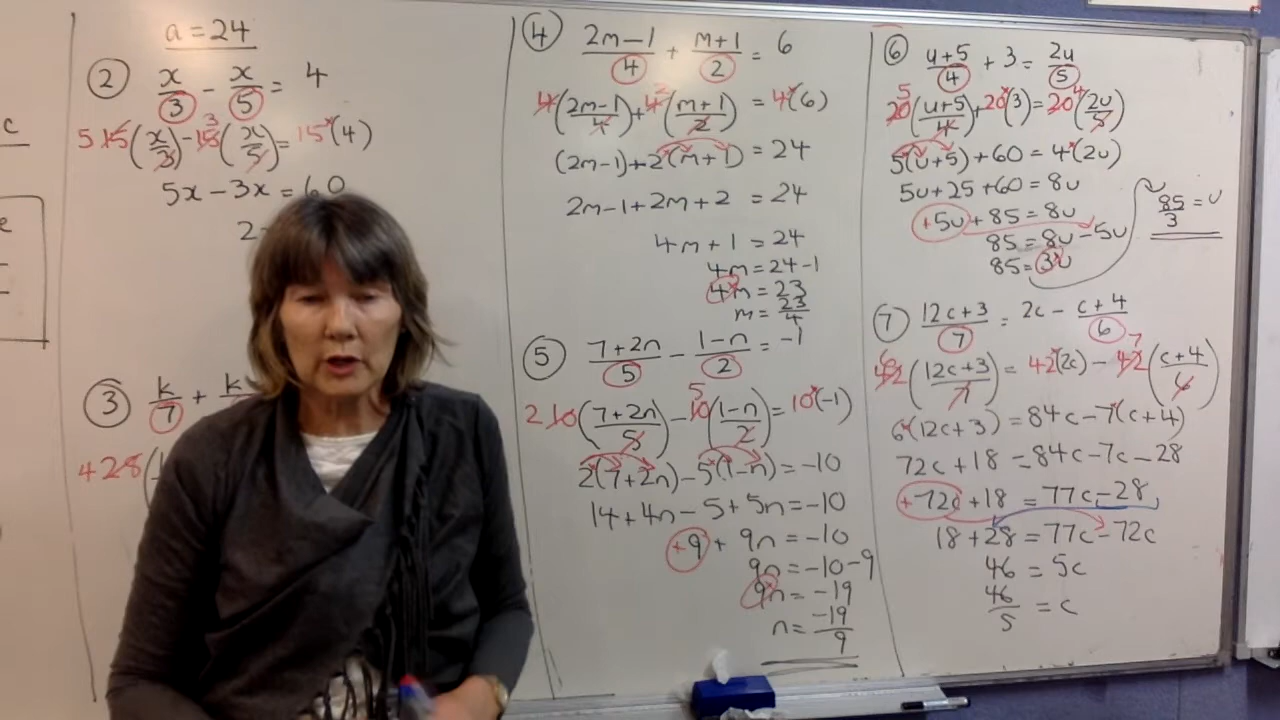 c
e
a = 24
② x/3 - x/5 = 4
5 15(x/3) - 3 15(x/5) = 15×(4)
5x - 3x = 60
2
③ k/7 + k
4 28(
④ (2m-1)/4 + (m+1)/2 = 6
4((2m-1)/4) + 2 4((m+1)/2) = 4×(6)
(2m-1) + 2×(m+1) = 24
2m - 1 + 2m + 2 = 24
4m + 1 = 24
4m = 24 - 1
4m = 23
m = 23/4
⑤ (7+2n)/5 - (1-n)/2 = -1
2 10((7+2n)/5) - 5 10((1-n)/2) = 10×(-1)
2(7+2n) - 5(1-n) = -10
14 + 4n - 5 + 5n = -10
+9 + 9n = -10
9n = -10 - 9
9n = -19
n = -19/9
⑥ (u+5)/4 + 3 = 2u/5
5 20((u+5)/4) + 20×(3) = 20 4(2u/5)
5(u+5) + 60 = 4×(2u)
5u + 25 + 60 = 8u
+5u + 85 = 8u
85 = 8u - 5u
85 = 3×u
85/3 = u
⑦ (12c+3)/7 = 2c - (c+4)/6
6 42((12c+3)/7) = 42×(2c) - 7 42((c+4)/6)
6×(12c+3) = 84c - 7×(c+4)
72c + 18 = 84c - 7c - 28
+72c + 18 = 77c - 28
18 + 28 = 77c - 72c
46 = 5c
46/5 = c